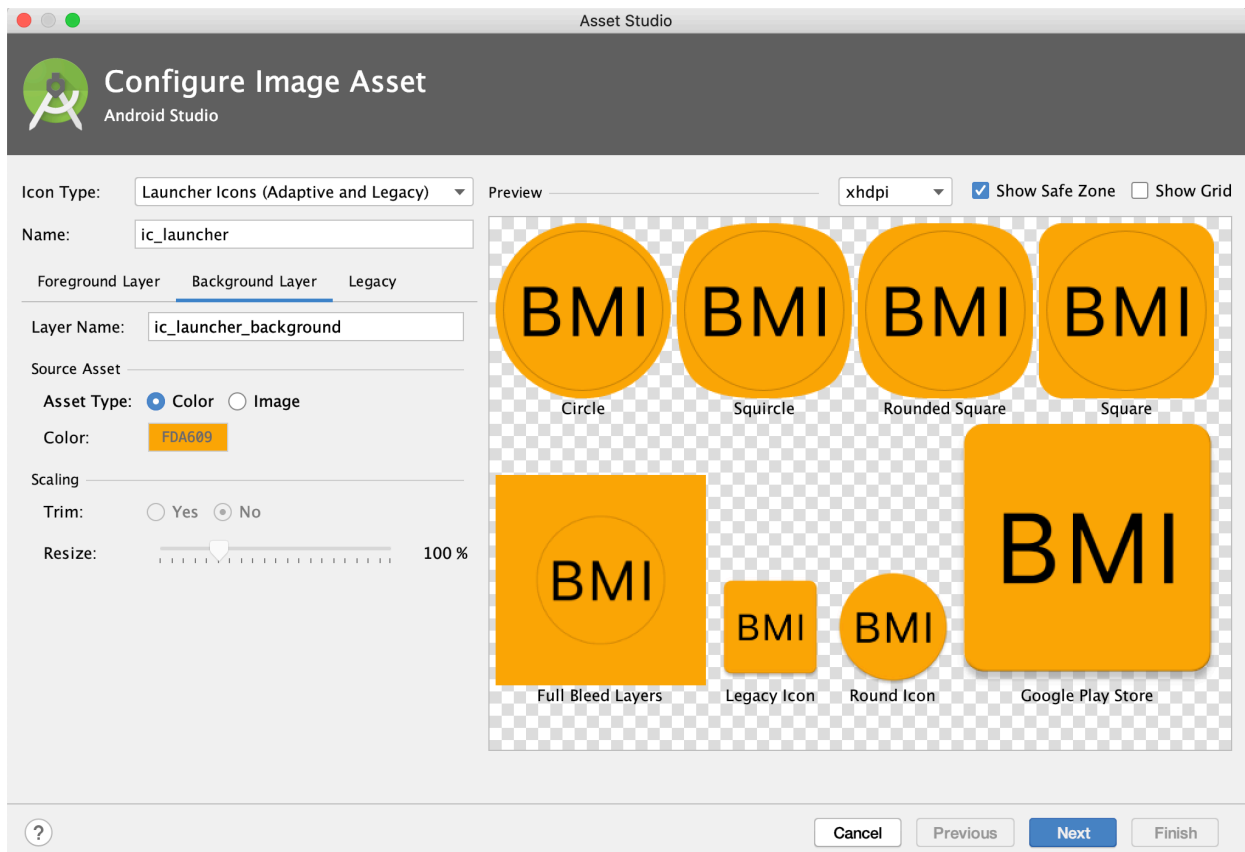 Asset Studio
Configure Image Asset
Android Studio
Icon Type: Launcher Icons (Adaptive and Legacy)
Name: ic_launcher
Foreground Layer Background Layer Legacy
Layer Name: ic_launcher_background
Source Asset
Asset Type: Color Image
Color: FDA609
Scaling
Trim: Yes No
Resize: 100 %
Preview xhdpi Show Safe Zone Show Grid
BMI BMI BMI BMI
Circle Squircle Rounded Square Square
BMI BMI BMI BMI
Full Bleed Layers Legacy Icon Round Icon Google Play Store
? Cancel Previous Next Finish